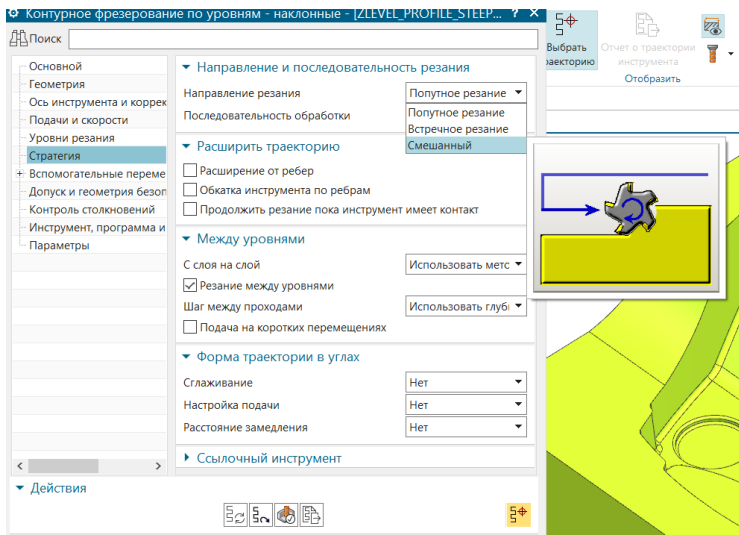 Контурное фрезерование по уровням - наклонные - [ZLEVEL_PROFILE_STEEP... ? X
Поиск
Выбрать
траекторию
Отчет о траектории
инструмента
Отобразить
Основной
Геометрия
Ось инструмента и коррек
Подачи и скорости
Уровни резания
Стратегия
Вспомогательные переме
Допуск и геометрия безоп
Контроль столкновений
Инструмент, программа и
Параметры
Направление и последовательность резания
Направление резания Попутное резание
Последовательность обработки Попутное резание
Встречное резание
Смешанный
Расширить траекторию
Расширение от ребер
Обкатка инструмента по ребрам
Продолжить резание пока инструмент имеет контакт
Между уровнями
С слоя на слой Использовать метс
Резание между уровнями
Шаг между проходами Использовать глуби
Подача на коротких перемещениях
Форма траектории в углах
Сглаживание Нет
Настройка подачи Нет
Расстояние замедления Нет
Ссылочный инструмент
Действия